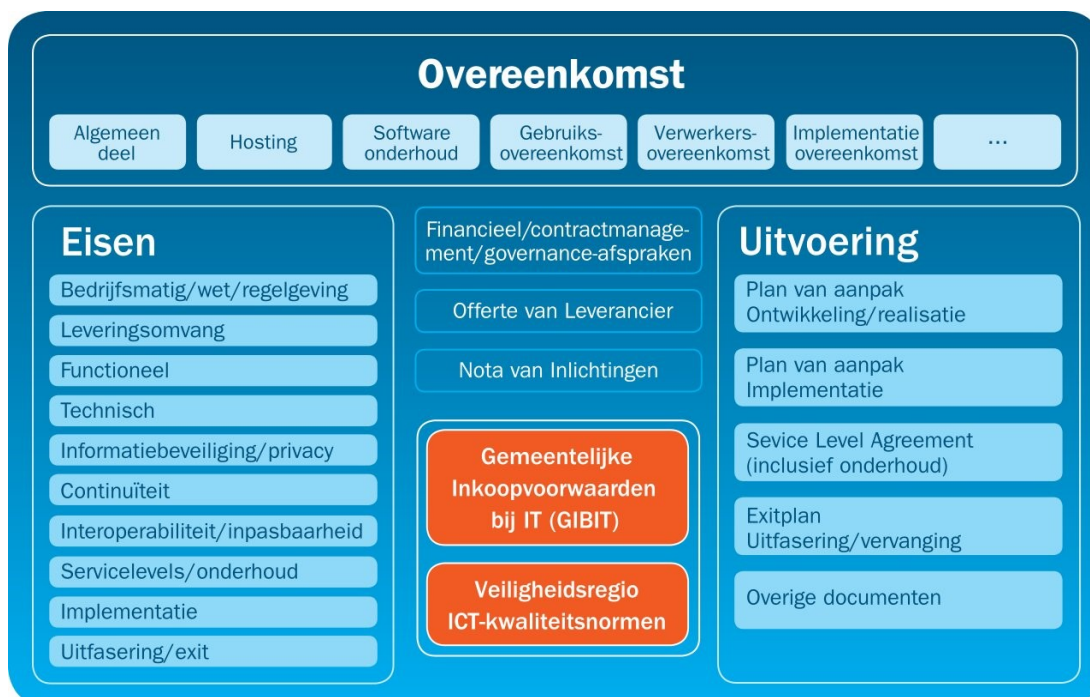 Overeenkomst
Algemeen
deel
Hosting
Software
onderhoud
Gebruiks-
overeenkomst
Verwerkers-
overeenkomst
Implementatie
overeenkomst
...
Eisen
Bedrijfsmatig/wet/regelgeving
Leveringsomvang
Functioneel
Technisch
Informatiebeveiliging/privacy
Continuïteit
Interoperabiliteit/inpasbaarheid
Servicelevels/onderhoud
Implementatie
Uitfasering/exit
Financieel/contractmanage-
ment/governance-afspraken
Offerte van Leverancier
Nota van Inlichtingen
Gemeentelijke
Inkoopvoorwaarden
bij IT (GIBIT)
Veiligheidsregio
ICT-kwaliteitsnormen
Uitvoering
Plan van aanpak
Ontwikkeling/realisatie
Plan van aanpak
Implementatie
Sevice Level Agreement
(inclusief onderhoud)
Exitplan
Uitfasering/vervanging
Overige documenten